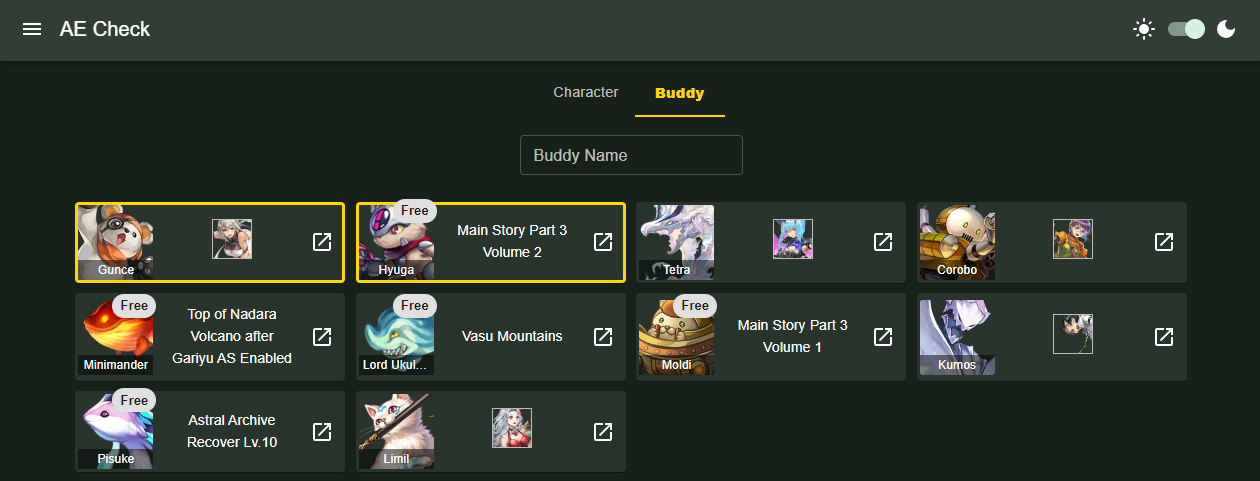 AE Check
Character
Buddy
Buddy Name
Gunce
Free
Hyuga
Main Story Part 3
Volume 2
Tetra
Corobo
Free
Minimander
Top of Nadara
Volcano after
Gariyu AS Enabled
Free
Lord Ukul...
Vasu Mountains
Free
Moldi
Main Story Part 3
Volume 1
Kumos
Free
Pisuke
Astral Archive
Recover Lv.10
Limil